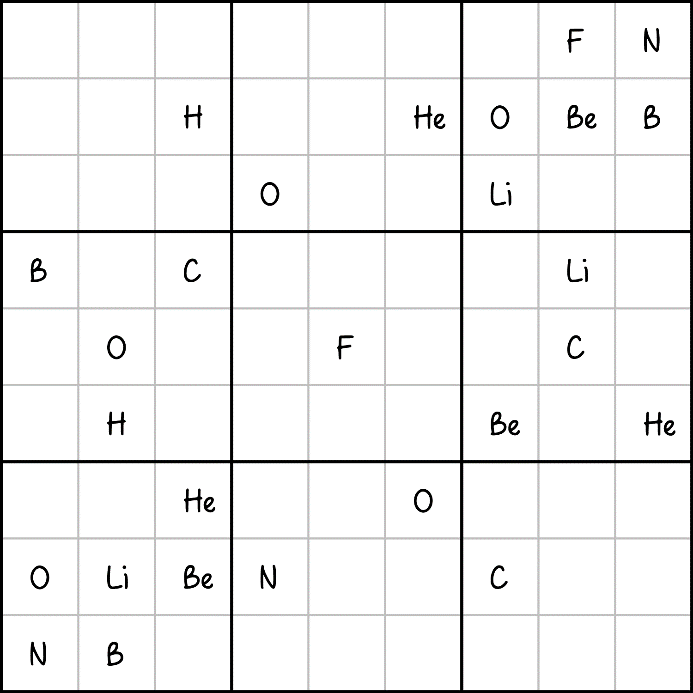 F N
H He O Be B
O Li
B C Li
O F C
H Be He
He O
O Li Be N C
N B